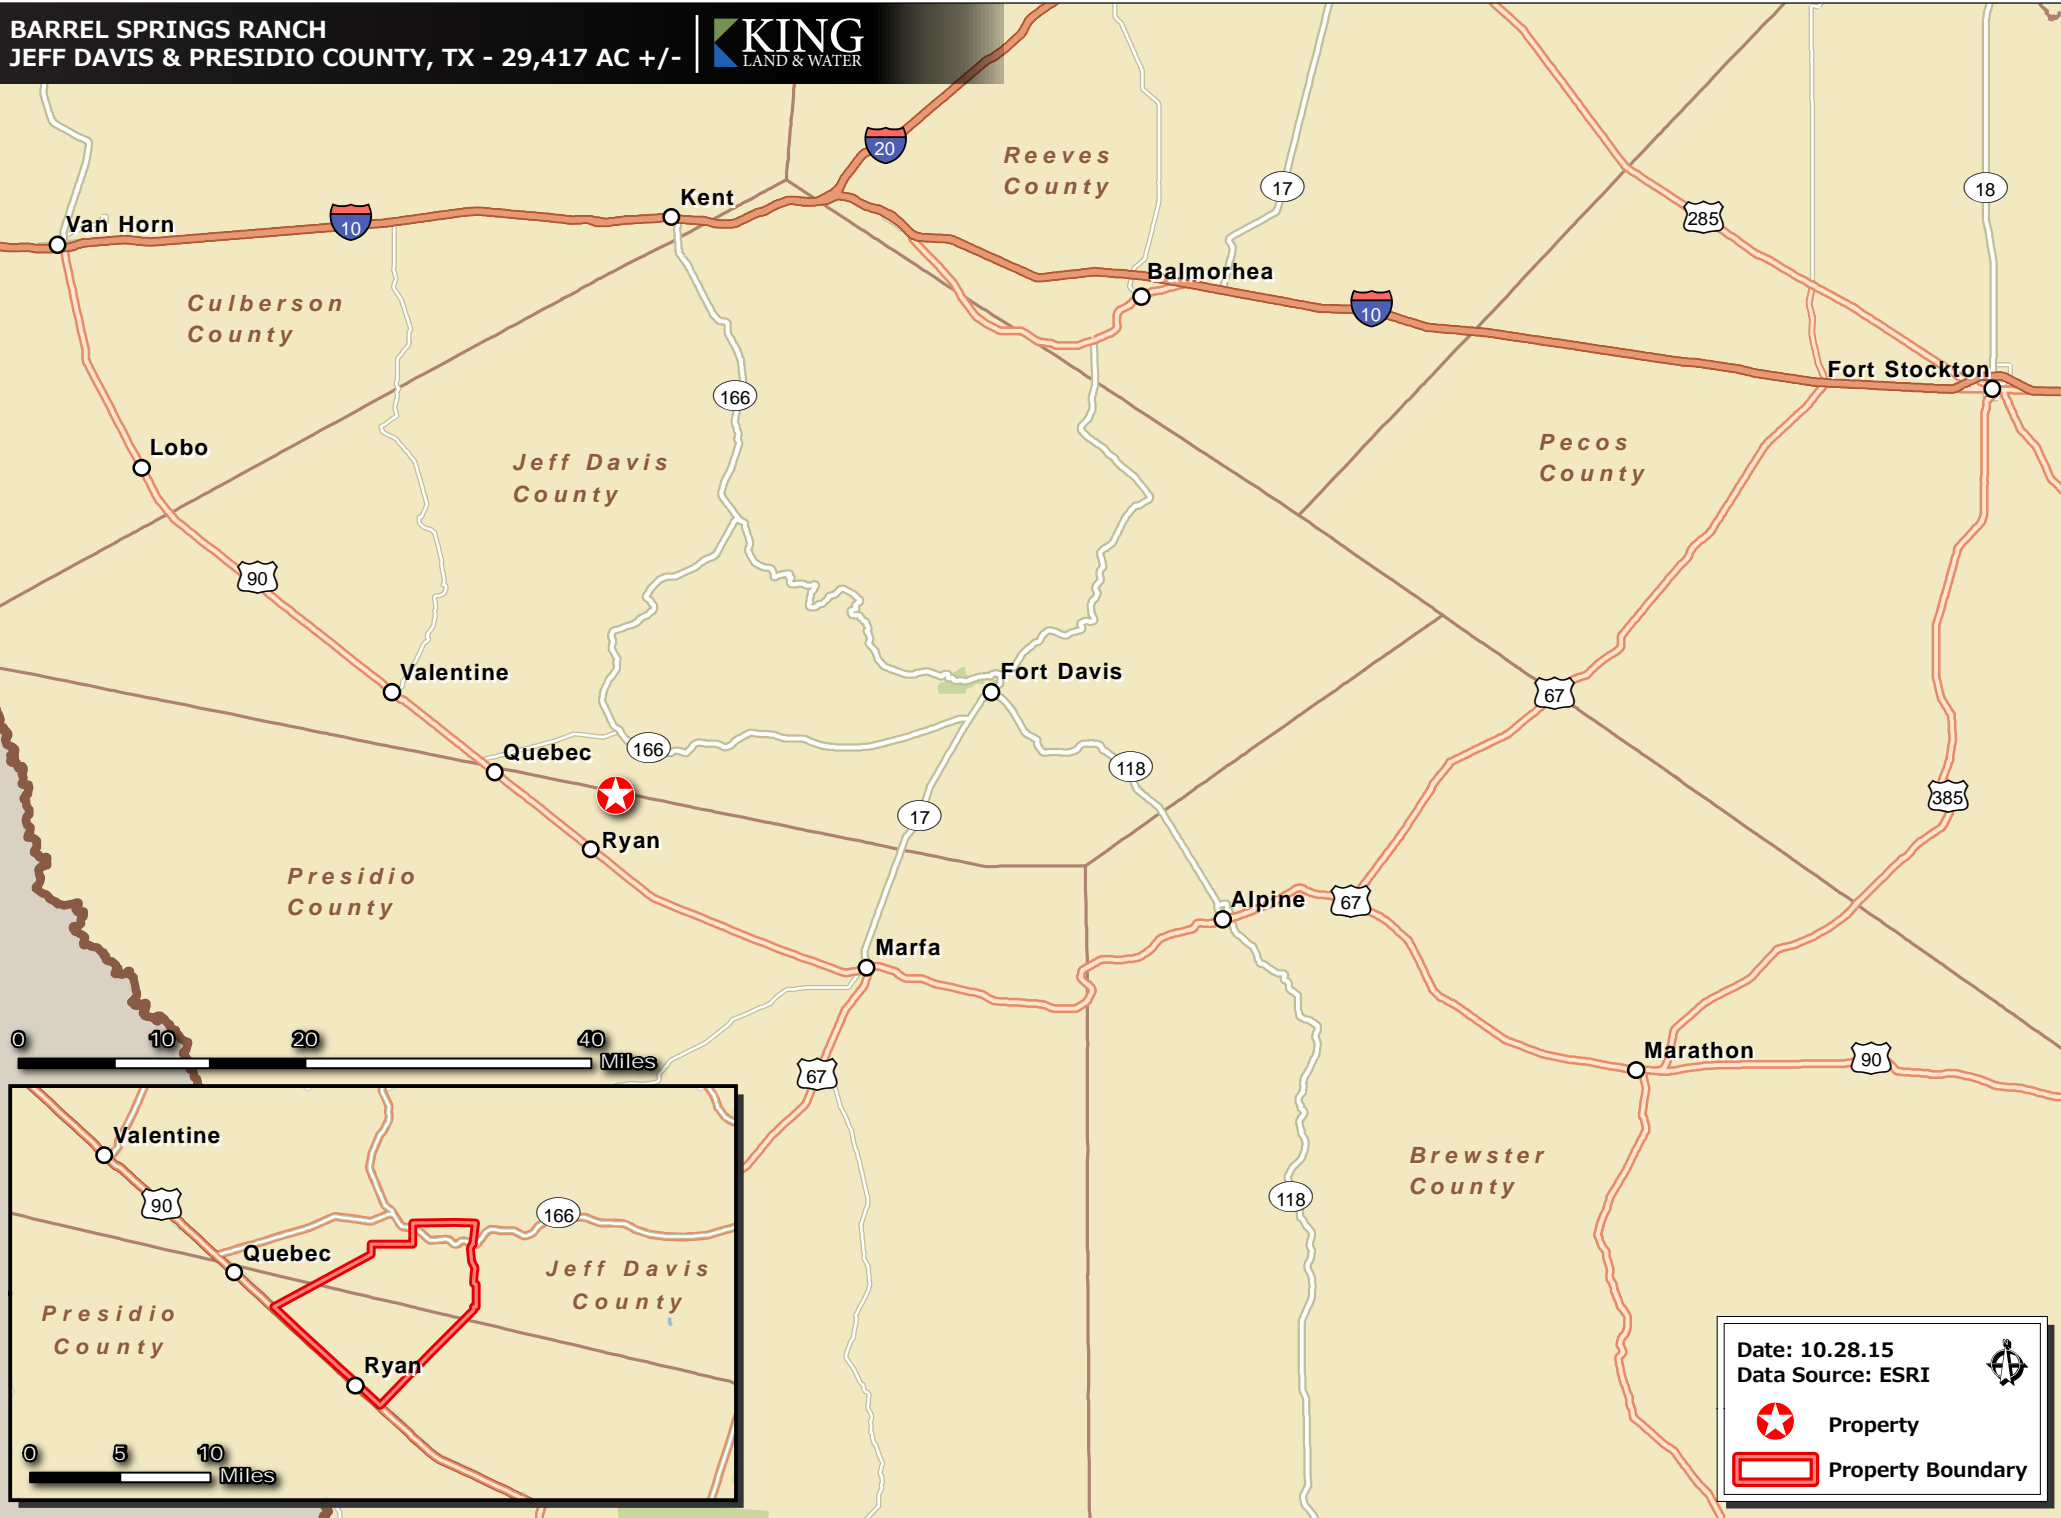 BARREL SPRINGS RANCH
JEFF DAVIS & PRESIDIO COUNTY, TX - 29,417 AC +/-
KING
LAND & WATER
20
Reeves
County
17
18
285
Kent
Van Horn
10
Balmorhea
10
Culberson
County
Fort Stockton
166
Lobo
Jeff Davis
County
Pecos
County
90
Valentine
Fort Davis
67
Quebec
166
118
385
17
Ryan
Presidio
County
Alpine
67
Marfa
0 10 20 40
Miles
67
Marathon
90
Brewster
County
118
Valentine
90
166
Quebec
Jeff Davis
County
Presidio
County
Ryan
0 5 10
Miles
Date: 10.28.15
Data Source: ESRI
Property
Property Boundary